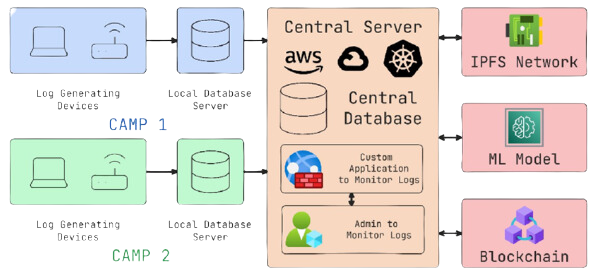 Log Generating
Devices
Local Database
Server
CAMP 1
Log Generating
Devices
Local Database
Server
CAMP 2
Central Server
aws
Central
Database
Custom
Application
to Monitor Logs
Admin to
Monitor Logs
IPFS Network
ML Model
Blockchain